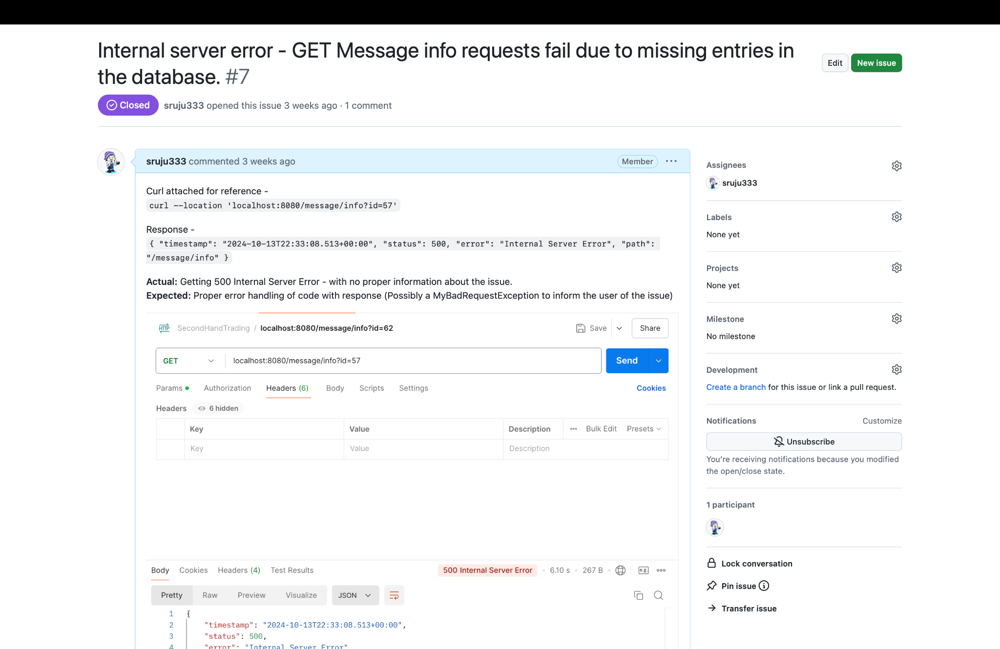 Internal server error - GET Message info requests fail due to missing entries in
the database. #7
Edit
New issue
Closed
sruju333 opened this issue 3 weeks ago · 1 comment
sruju333 commented 3 weeks ago
Member
Curl attached for reference -
curl --location 'localhost:8080/message/info?id=57'
Response -
{ "timestamp": "2024-10-13T22:33:08.513+00:00", "status": 500, "error": "Internal Server Error", "path":
"/message/info" }
Actual: Getting 500 Internal Server Error - with no proper information about the issue.
Expected: Proper error handling of code with response (Possibly a MyBadRequestException to inform the user of the issue)
HTTP
SecondHandTrading / localhost:8080/message/info?id=62
Save
Share
GET
localhost:8080/message/info?id=57
Send
Params
Authorization
Headers (6)
Body
Scripts
Settings
Cookies
Headers
6 hidden
Key
Value
Description
Bulk Edit
Presets
Key
Value
Description
Body
Cookies
Headers (4)
Test Results
500 Internal Server Error
6.10 s
267 B
e.g.
Pretty
Raw
Preview
Visualize
JSON
1 {
2 "timestamp": "2024-10-13T22:33:08.513+00:00",
3 "status": 500,
4 "error": "Internal Server Error",
Assignees
sruju333
Labels
None yet
Projects
None yet
Milestone
No milestone
Development
Create a branch for this issue or link a pull request.
Notifications
Customize
Unsubscribe
You’re receiving notifications because you modified
the open/close state.
1 participant
Lock conversation
Pin issue
Transfer issue